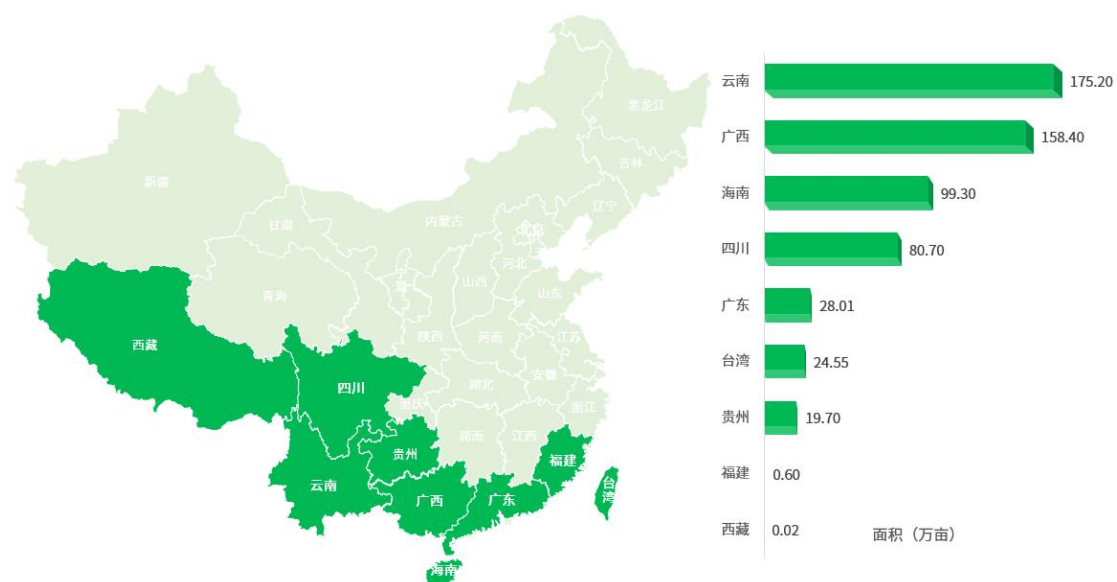 黑龙江
吉林
辽宁
新疆
内蒙古
甘肃
北京
河北
宁夏
山西
青海
山东
陕西
河南
江苏
西藏
四川
安徽
湖北
重庆
浙江
贵州
湖南
江西
福建
云南
广西
广东
台湾
海南
云南 175.20
广西 158.40
海南 99.30
四川 80.70
广东 28.01
台湾 24.55
贵州 19.70
福建 0.60
西藏 0.02
面积（万亩）